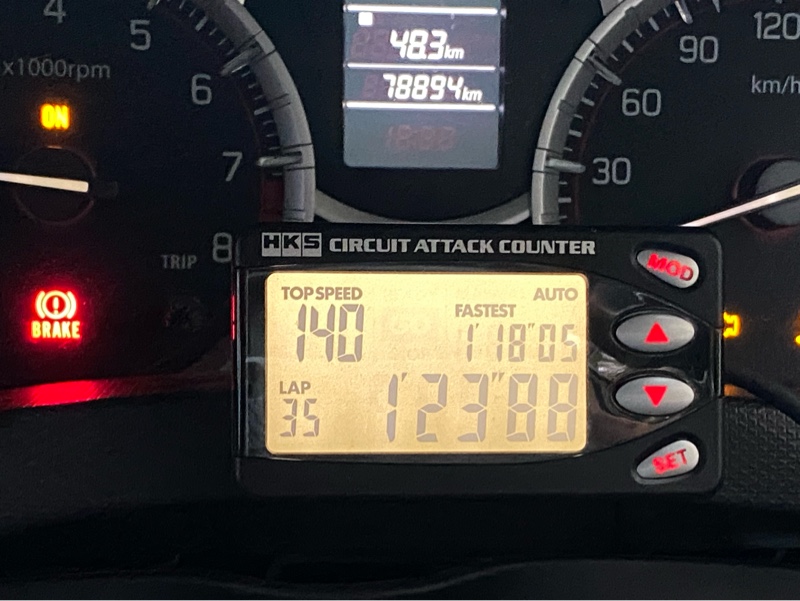 4
5
x1000rpm
6
7
8
ON
TRIP
BRAKE
48.3km
78894km
120
90
km/h
60
30
HKS CIRCUIT ATTACK COUNTER
MOD
TOP SPEED
AUTO
FASTEST
140
1'18"05
LAP
35
1'23"88
SET